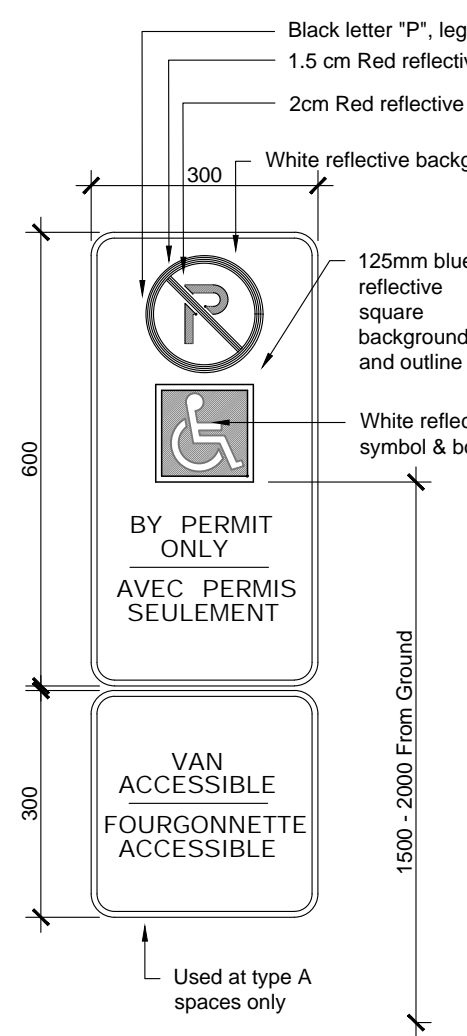 Black letter "P", leg
1.5 cm Red reflectiv
2cm Red reflective
White reflective backg
300
125mm blue
reflective
square
background
and outline
White reflec
symbol & bo
600
P
BY PERMIT
ONLY
AVEC PERMIS
SEULEMENT
1500 - 2000 From Ground
300
VAN
ACCESSIBLE
FOURGONNETTE
ACCESSIBLE
Used at type A
spaces only